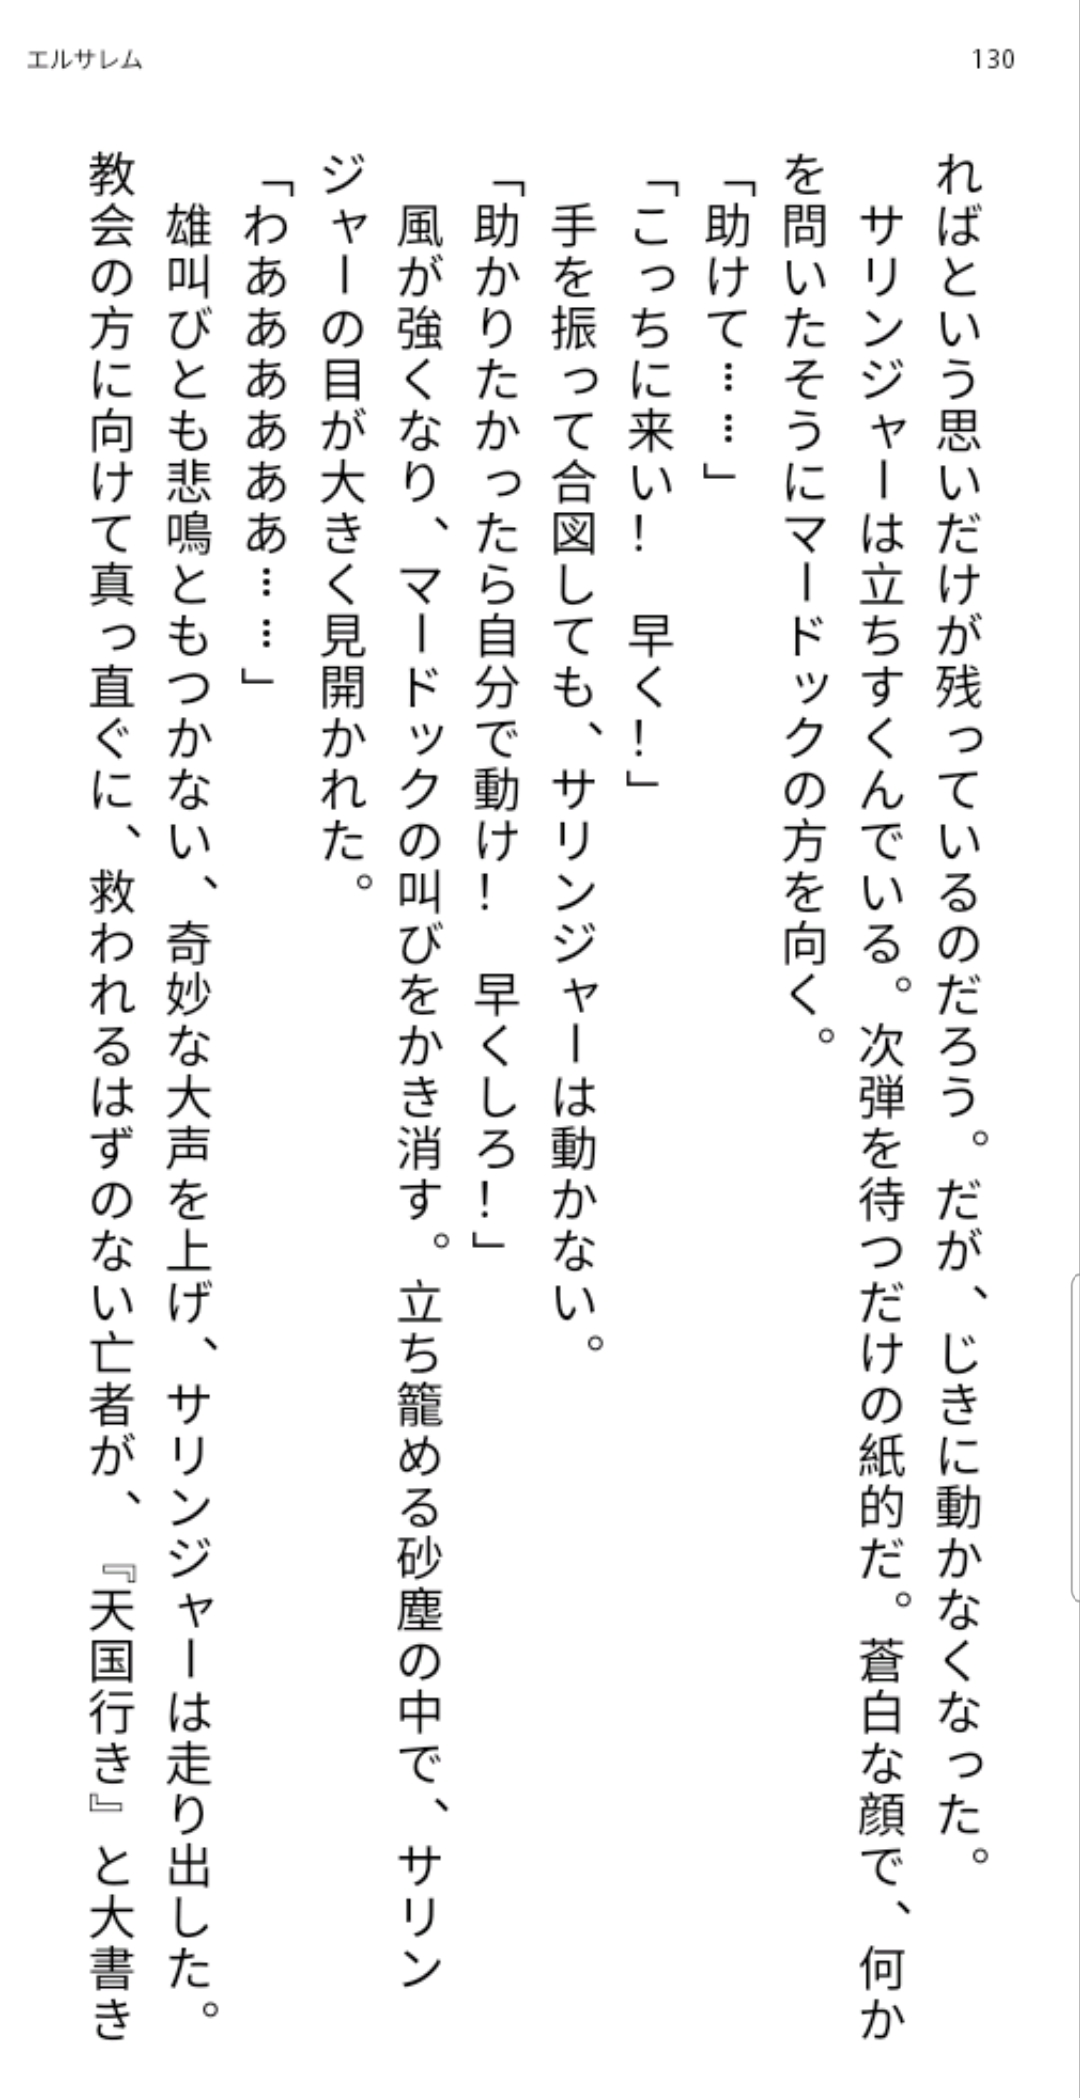 エルサレム
130
ればという思いだけが残っているのだろう。だが、じきに動かなくなった。
　サリンジャーは立ちすくんでいる。次弾を待つだけの紙的だ。蒼白な顔で、何か
を問いたそうにマードックの方を向く。
「助けて……」
「こっちに来い！　早く！」
　手を振って合図しても、サリンジャーは動かない。
「助かりたかったら自分で動け！　早くしろ！」
　風が強くなり、マードックの叫びをかき消す。立ち籠める砂塵の中で、サリン
ジャーの目が大きく見開かれた。
「わああああああ……」
　雄叫びとも悲鳴ともつかない、奇妙な大声を上げ、サリンジャーは走り出した。
教会の方に向けて真っ直ぐに、救われるはずのない亡者が、『天国行き』と大書き